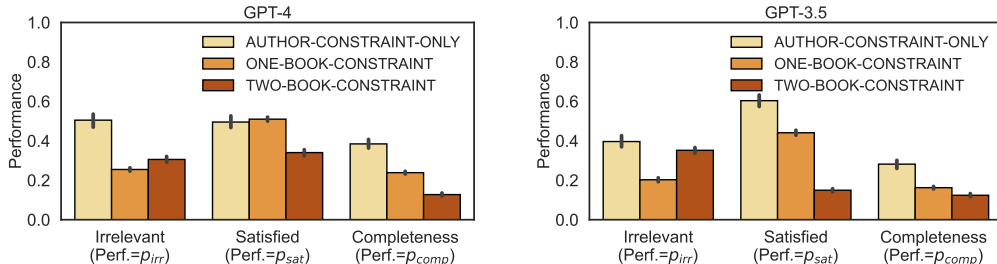 GPT-4
1.0
0.8
0.6
0.4
0.2
0.0
Performance
AUTHOR-CONSTRAINT-ONLY
ONE-BOOK-CONSTRAINT
TWO-BOOK-CONSTRAINT
Irrelevant
(Perf.=p_irr)
Satisfied
(Perf.=p_sat)
Completeness
(Perf.=p_comp)
GPT-3.5
1.0
0.8
0.6
0.4
0.2
0.0
Performance
AUTHOR-CONSTRAINT-ONLY
ONE-BOOK-CONSTRAINT
TWO-BOOK-CONSTRAINT
Irrelevant
(Perf.=p_irr)
Satisfied
(Perf.=p_sat)
Completeness
(Perf.=p_comp)